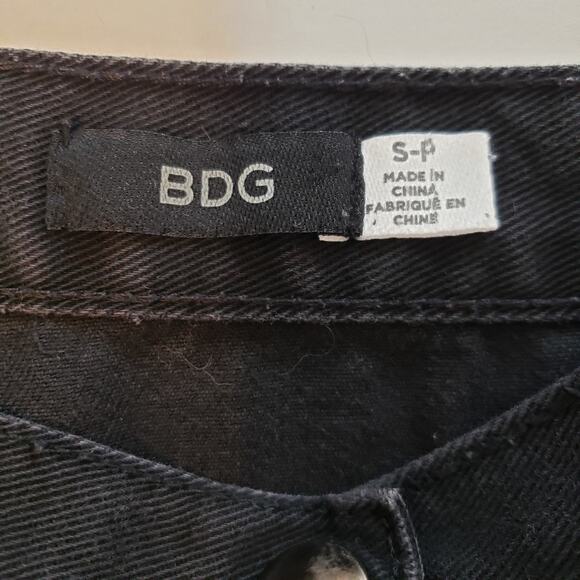 BDG
S-P
MADE IN
CHINA
FABRIQUÉ EN
CHINE